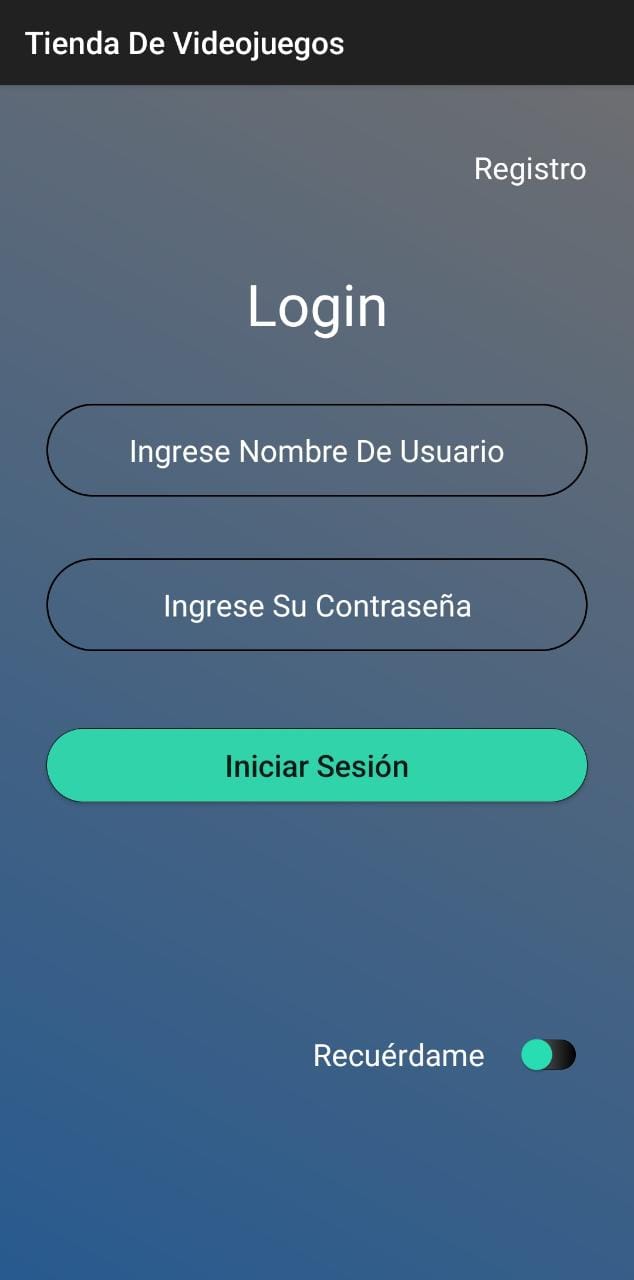 Tienda De Videojuegos
Registro
Login
Ingrese Nombre De Usuario
Ingrese Su Contraseña
Iniciar Sesión
Recuérdame